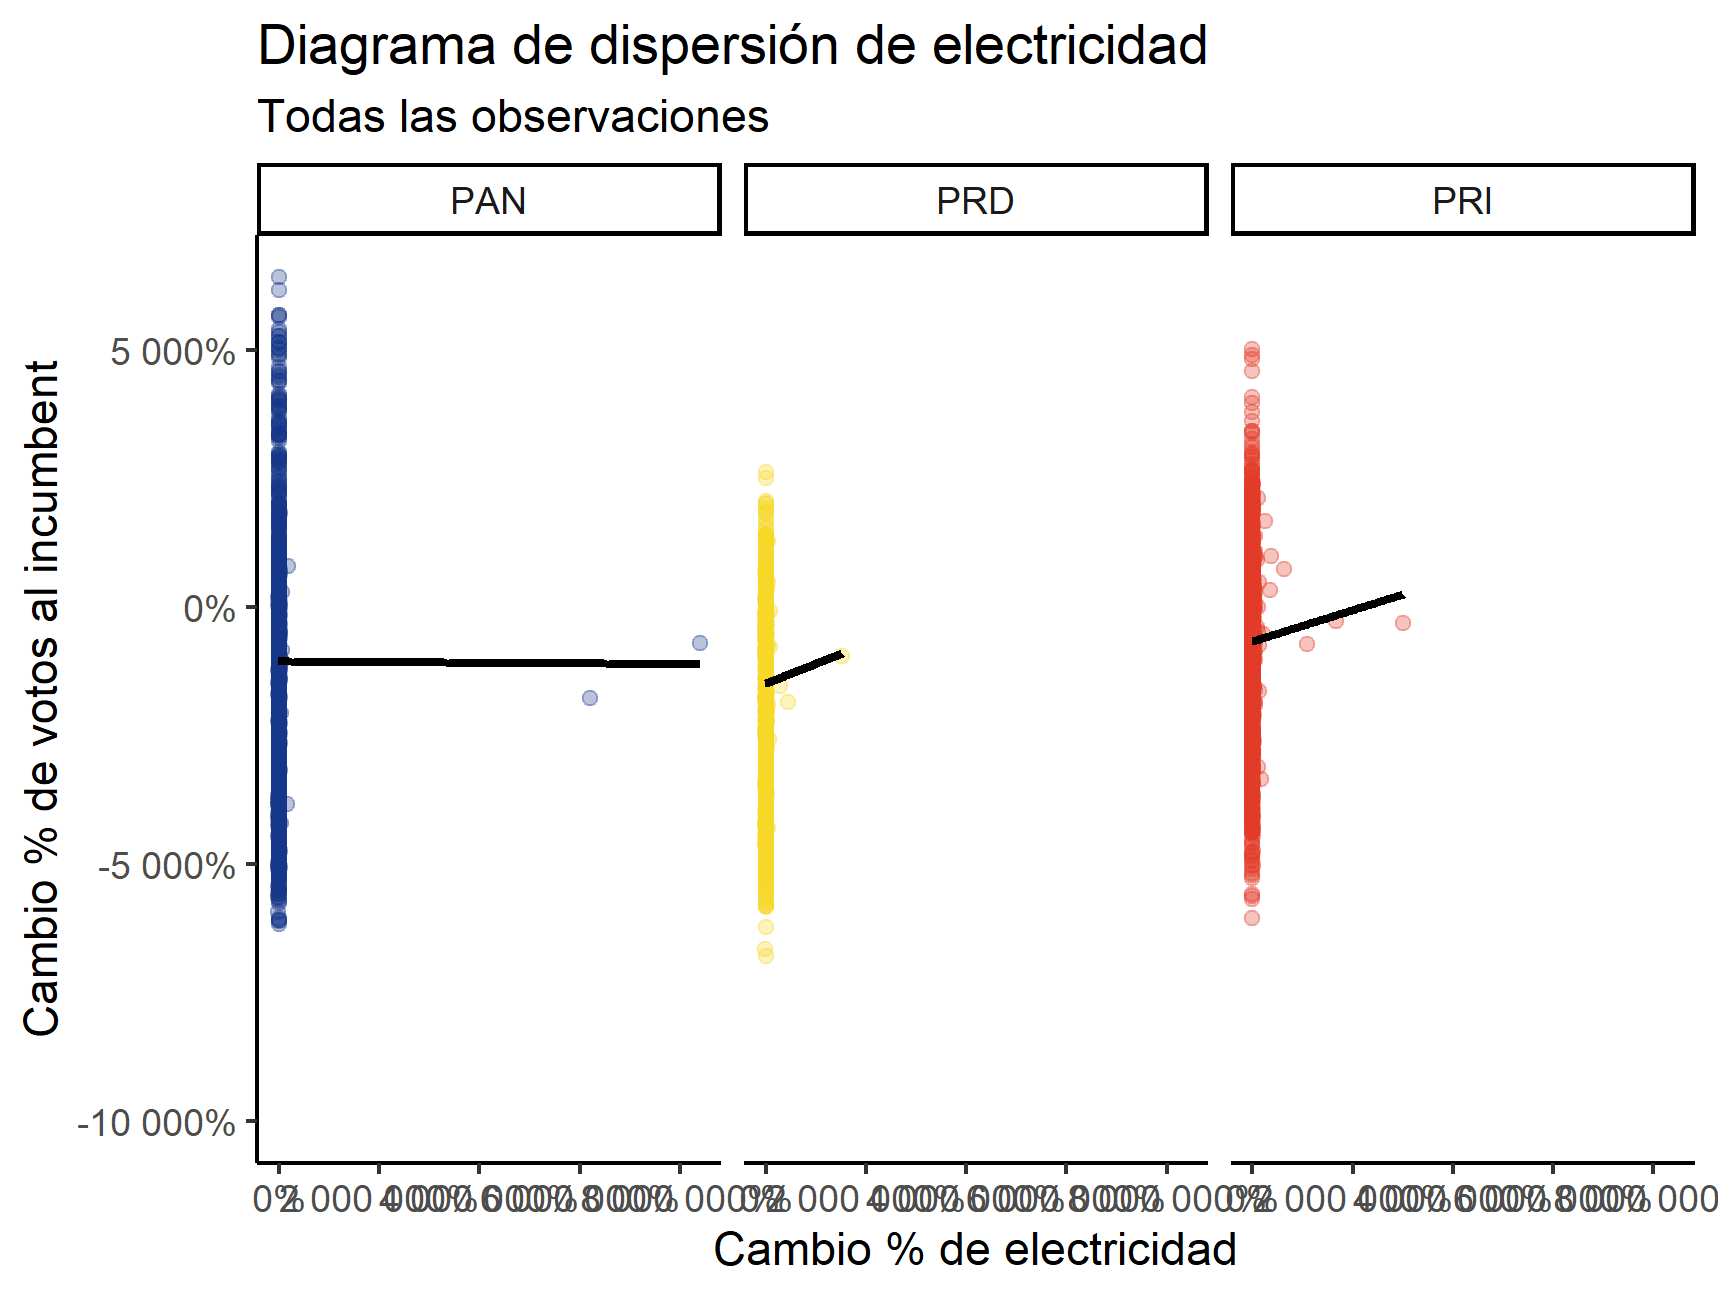 Diagrama de dispersión de electricidad
Todas las observaciones
PAN
PRD
PRI
Cambio % de votos al incumbent
5 000%
0%
-5 000%
-10 000%
Cambio % de electricidad